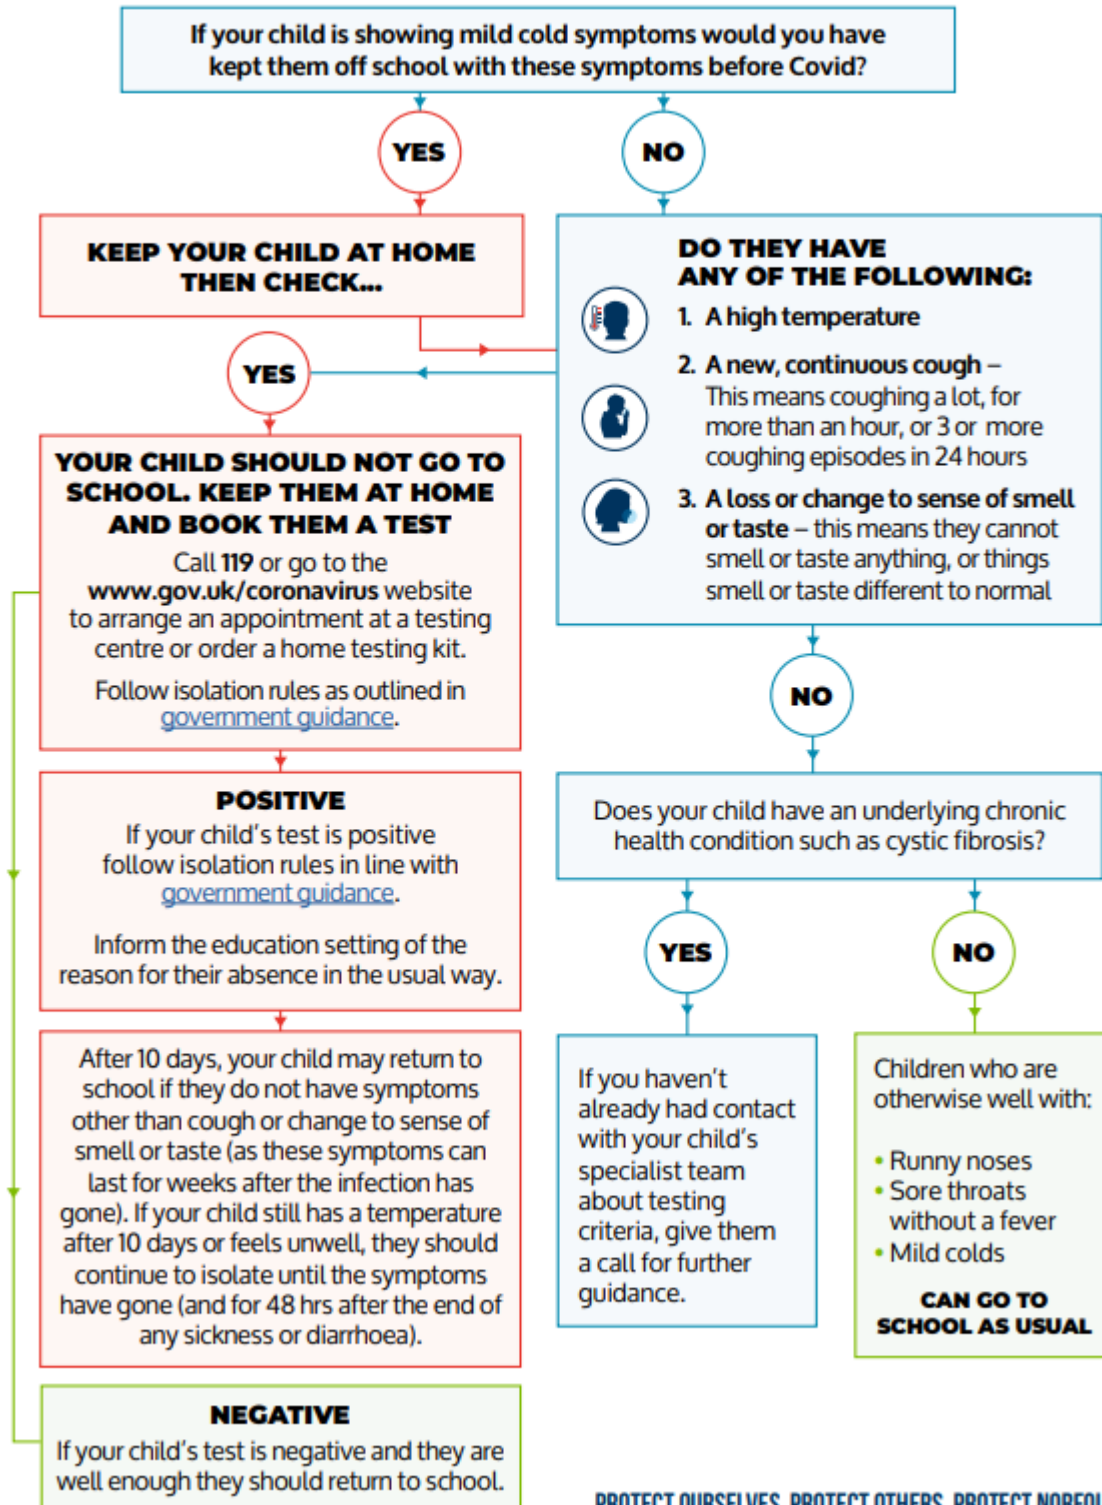 If your child is showing mild cold symptoms would you have
kept them off school with these symptoms before Covid?
YES
NO
KEEP YOUR CHILD AT HOME
THEN CHECK...
DO THEY HAVE
ANY OF THE FOLLOWING:
1. A high temperature
2. A new, continuous cough –
This means coughing a lot, for
more than an hour, or 3 or more
coughing episodes in 24 hours
3. A loss or change to sense of smell
or taste – this means they cannot
smell or taste anything, or things
smell or taste different to normal
YES
YOUR CHILD SHOULD NOT GO TO
SCHOOL. KEEP THEM AT HOME
AND BOOK THEM A TEST
Call 119 or go to the
www.gov.uk/coronavirus website
to arrange an appointment at a testing
centre or order a home testing kit.
Follow isolation rules as outlined in
government guidance.
NO
POSITIVE
If your child's test is positive
follow isolation rules in line with
government guidance.
Inform the education setting of the
reason for their absence in the usual way.
Does your child have an underlying chronic
health condition such as cystic fibrosis?
YES
NO
After 10 days, your child may return to
school if they do not have symptoms
other than cough or change to sense of
smell or taste (as these symptoms can
last for weeks after the infection has
gone). If your child still has a temperature
after 10 days or feels unwell, they should
continue to isolate until the symptoms
have gone (and for 48 hrs after the end of
any sickness or diarrhoea).
If you haven't
already had contact
with your child's
specialist team
about testing
criteria, give them
a call for further
guidance.
Children who are
otherwise well with:
• Runny noses
• Sore throats
without a fever
• Mild colds
CAN GO TO
SCHOOL AS USUAL
NEGATIVE
If your child's test is negative and they are
well enough they should return to school.
PROTECT OURSELVES, PROTECT OTHERS, PROTECT